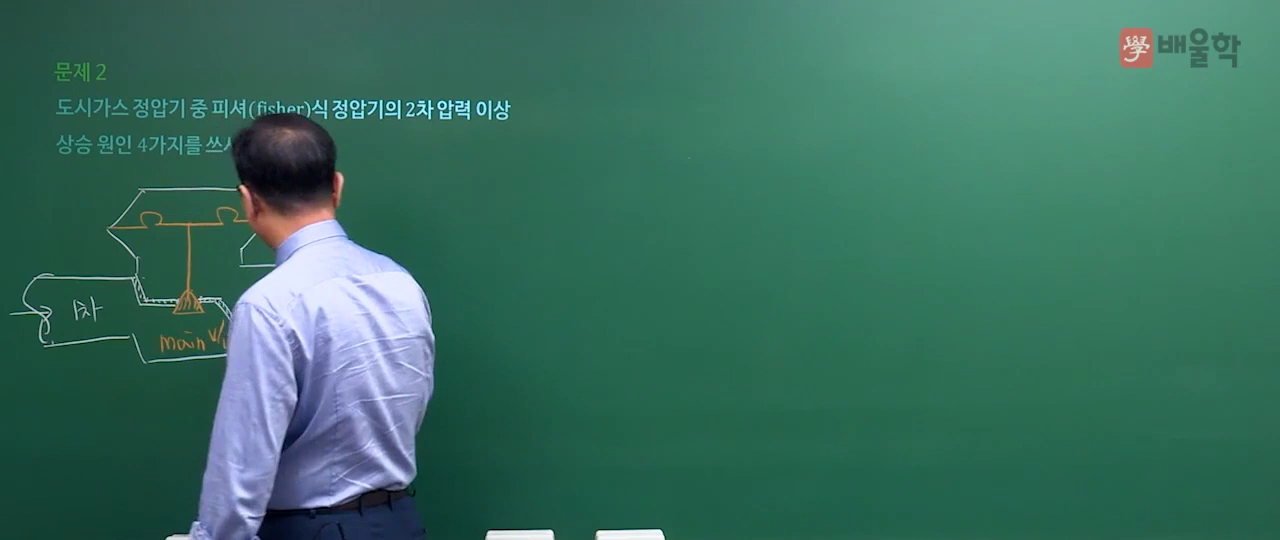 學 배울학
문제 2
도시가스 정압기 중 피셔(fisher)식 정압기의 2차 압력 이상
상승 원인 4가지를
1차
main V/